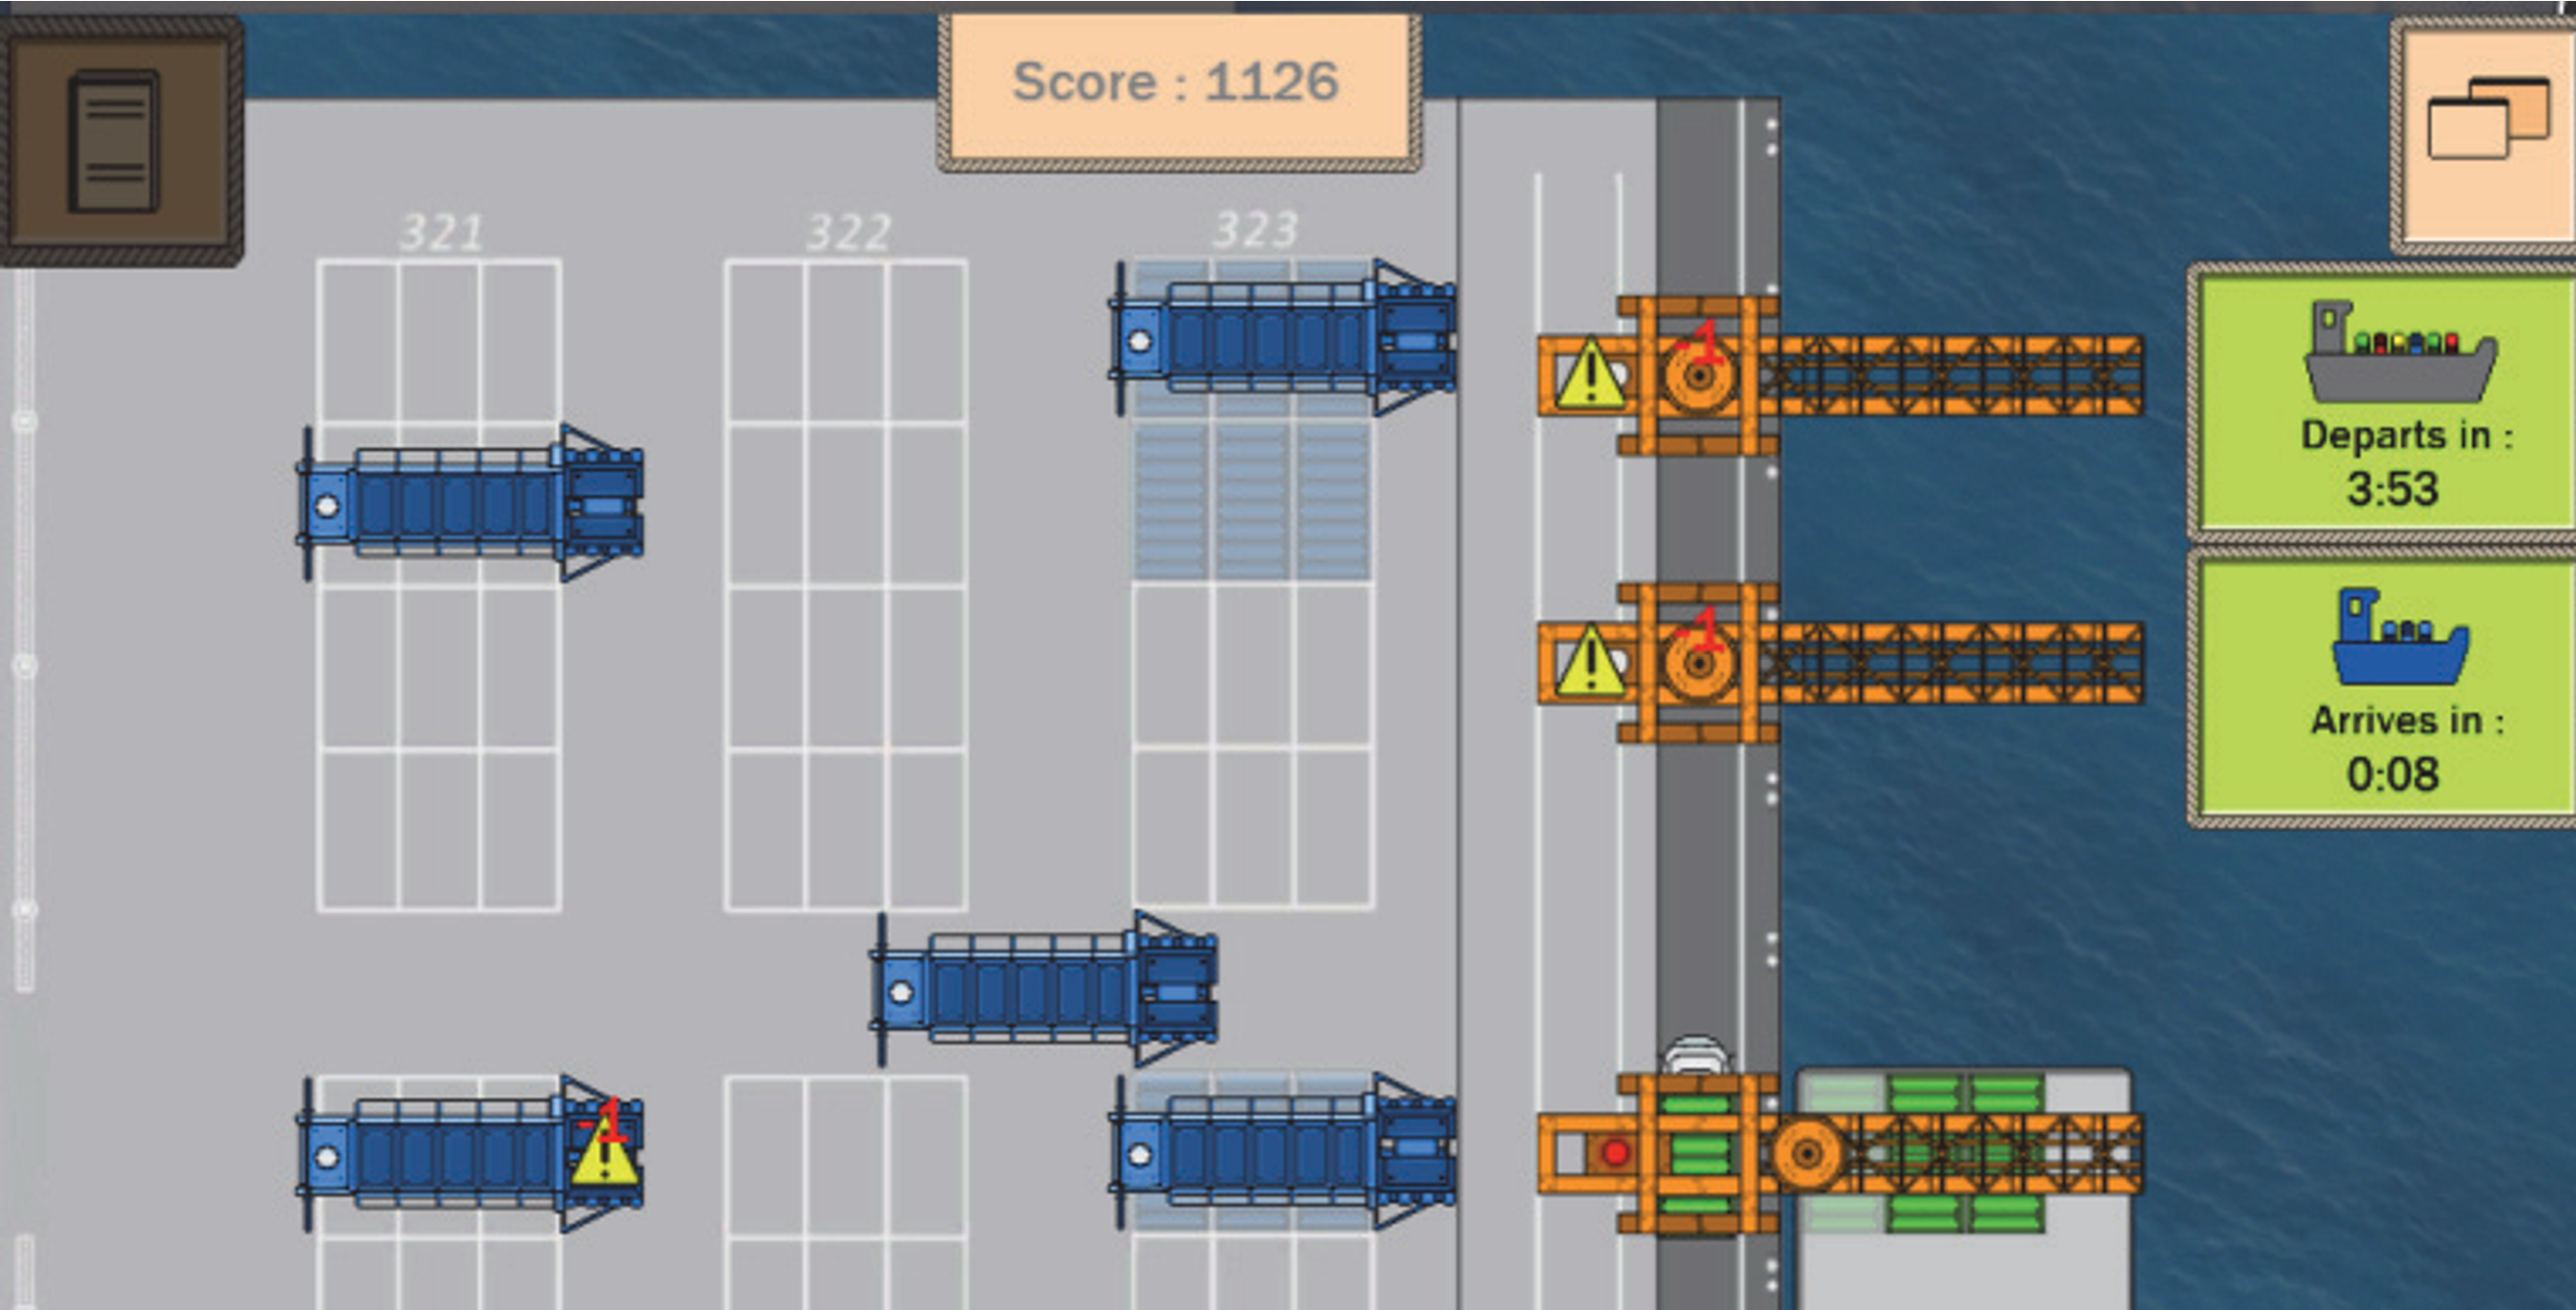 Score : 1126
321
322
323
-1
Departs in :
3:53
-1
Arrives in :
0:08
-1